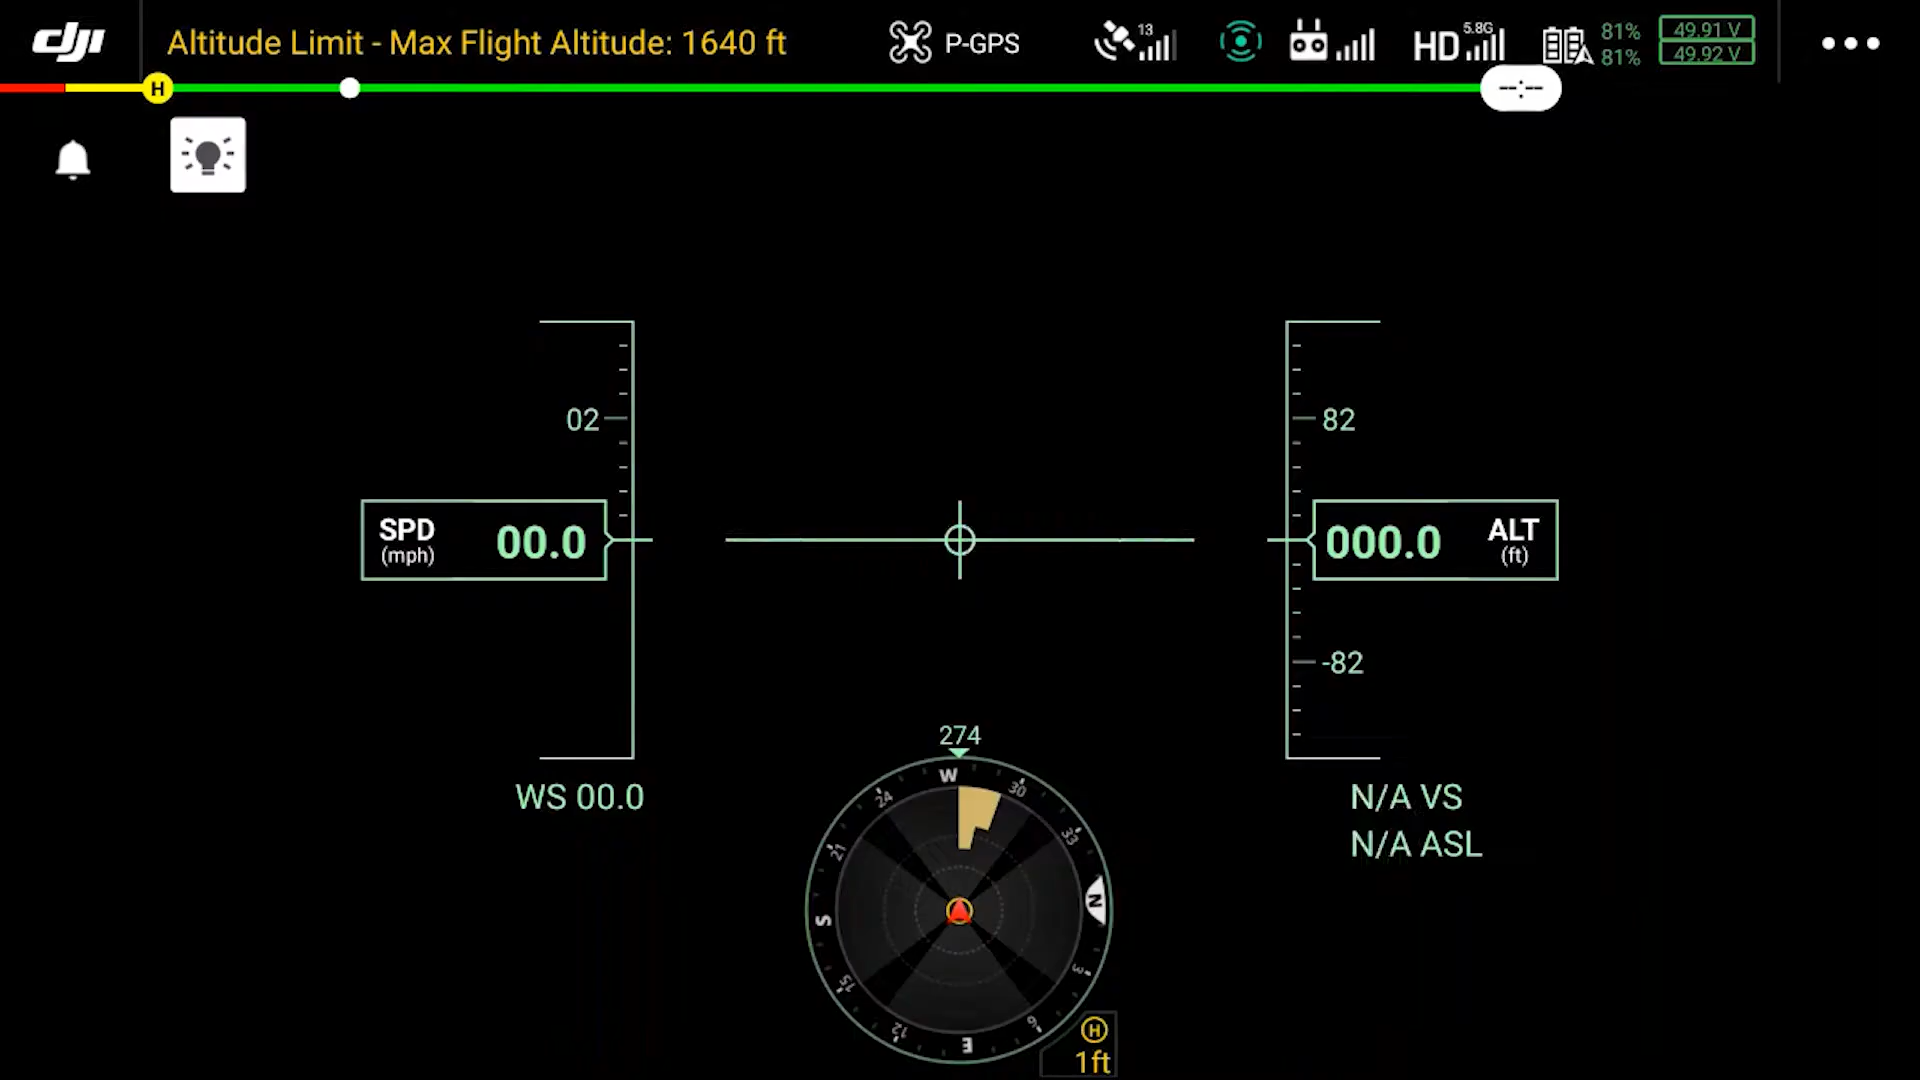 dji
Altitude Limit - Max Flight Altitude: 1640 ft
P-GPS
13
HD 5.8G
81%
81%
49.91 V
49.92 V
H
--:--
02
82
SPD
(mph)
00.0
000.0
ALT
(ft)
-82
274
WS 00.0
N/A VS
N/A ASL
W
30
33
N
3
6
E
12
15
S
21
24
H
1ft